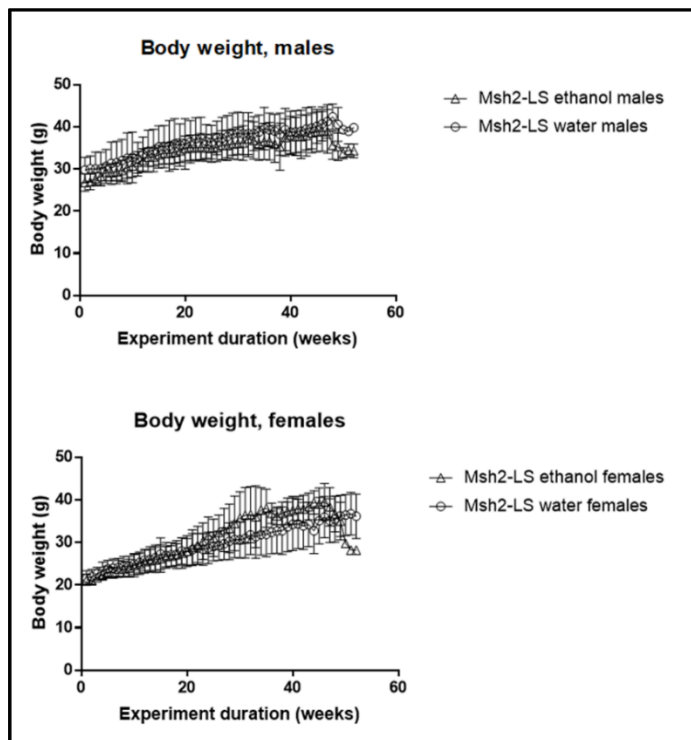 Body weight, males
50
40
30
20
10
0
0 20 40 60
Body weight (g)
Experiment duration (weeks)
Msh2-LS ethanol males
Msh2-LS water males
Body weight, females
50
40
30
20
10
0
0 20 40 60
Body weight (g)
Experiment duration (weeks)
Msh2-LS ethanol females
Msh2-LS water females